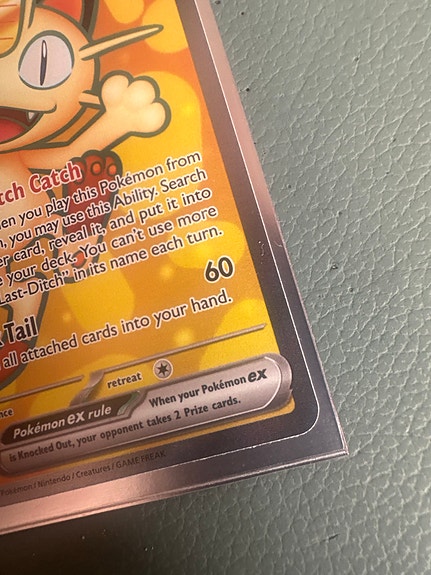 tch Catch
en you play this Pokémon from
, you may use this Ability. Search
er card, reveal it, and put it into
your deck. You can't use more
Last-Ditch" in its name each turn.
Tail 60
all attached cards into your hand.
nce retreat
Pokémon ex rule When your Pokémon ex
is Knocked Out, your opponent takes 2 Prize cards.
Pokémon / Nintendo / Creatures / GAME FREAK